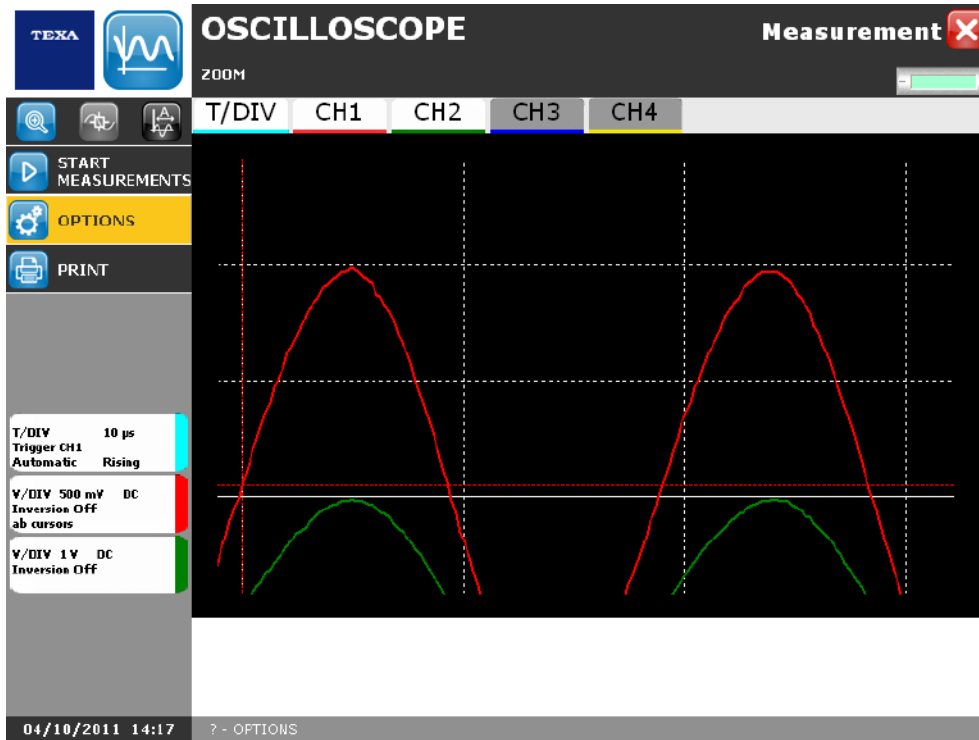 TEXA
OSCILLOSCOPE
Measurement
ZOOM
T/DIV CH1 CH2 CH3 CH4
START
MEASUREMENTS
OPTIONS
PRINT
T/DIV 10 µs
Trigger CH1
Automatic Rising
V/DIV 500 mV DC
Inversion Off
ab cursors
V/DIV 1 V DC
Inversion Off
04/10/2011 14:17
? - OPTIONS